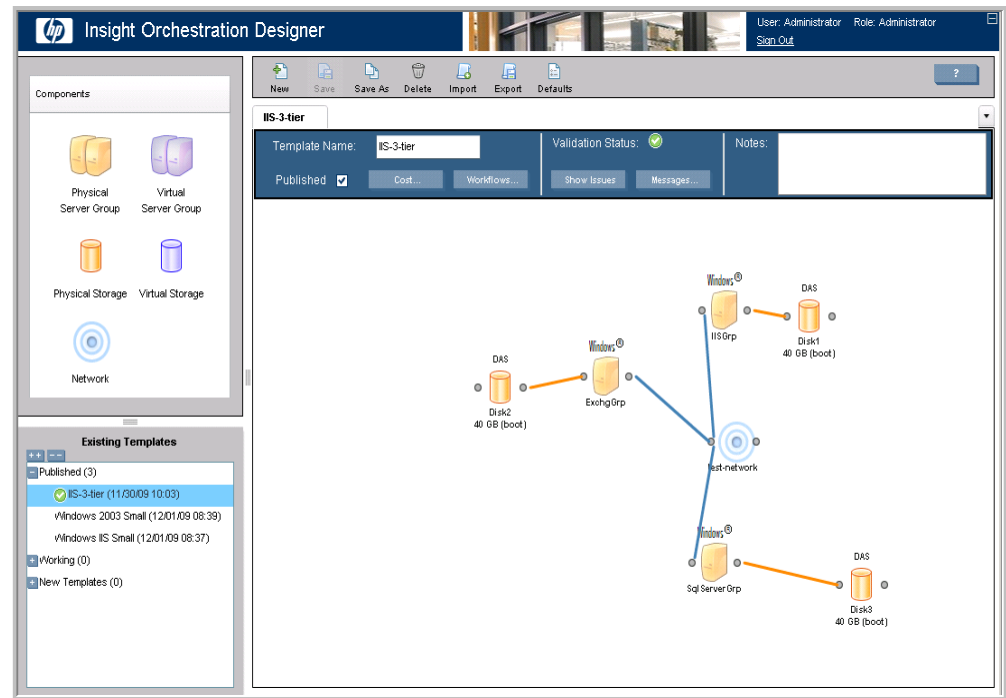 hp Insight Orchestration Designer
User: Administrator Role: Administrator
Sign Out
Components
Physical Server Group
Virtual Server Group
Physical Storage
Virtual Storage
Network
New Save Save As Delete Import Export Defaults
?
IIS-3-tier
Template Name: IIS-3-tier
Published
Cost... Workflows...
Validation Status:
Show Issues Messages...
Notes:
Existing Templates
++ --
Published (3)
IIS-3-tier (11/30/09 10:03)
Windows 2003 Small (12/01/09 08:39)
Windows IIS Small (12/01/09 08:37)
Working (0)
New Templates (0)
Windows ®
IISGrp
DAS
Disk1
40 GB (boot)
Windows ®
ExchgGrp
DAS
Disk2
40 GB (boot)
test-network
Windows ®
SqlServerGrp
DAS
Disk3
40 GB (boot)